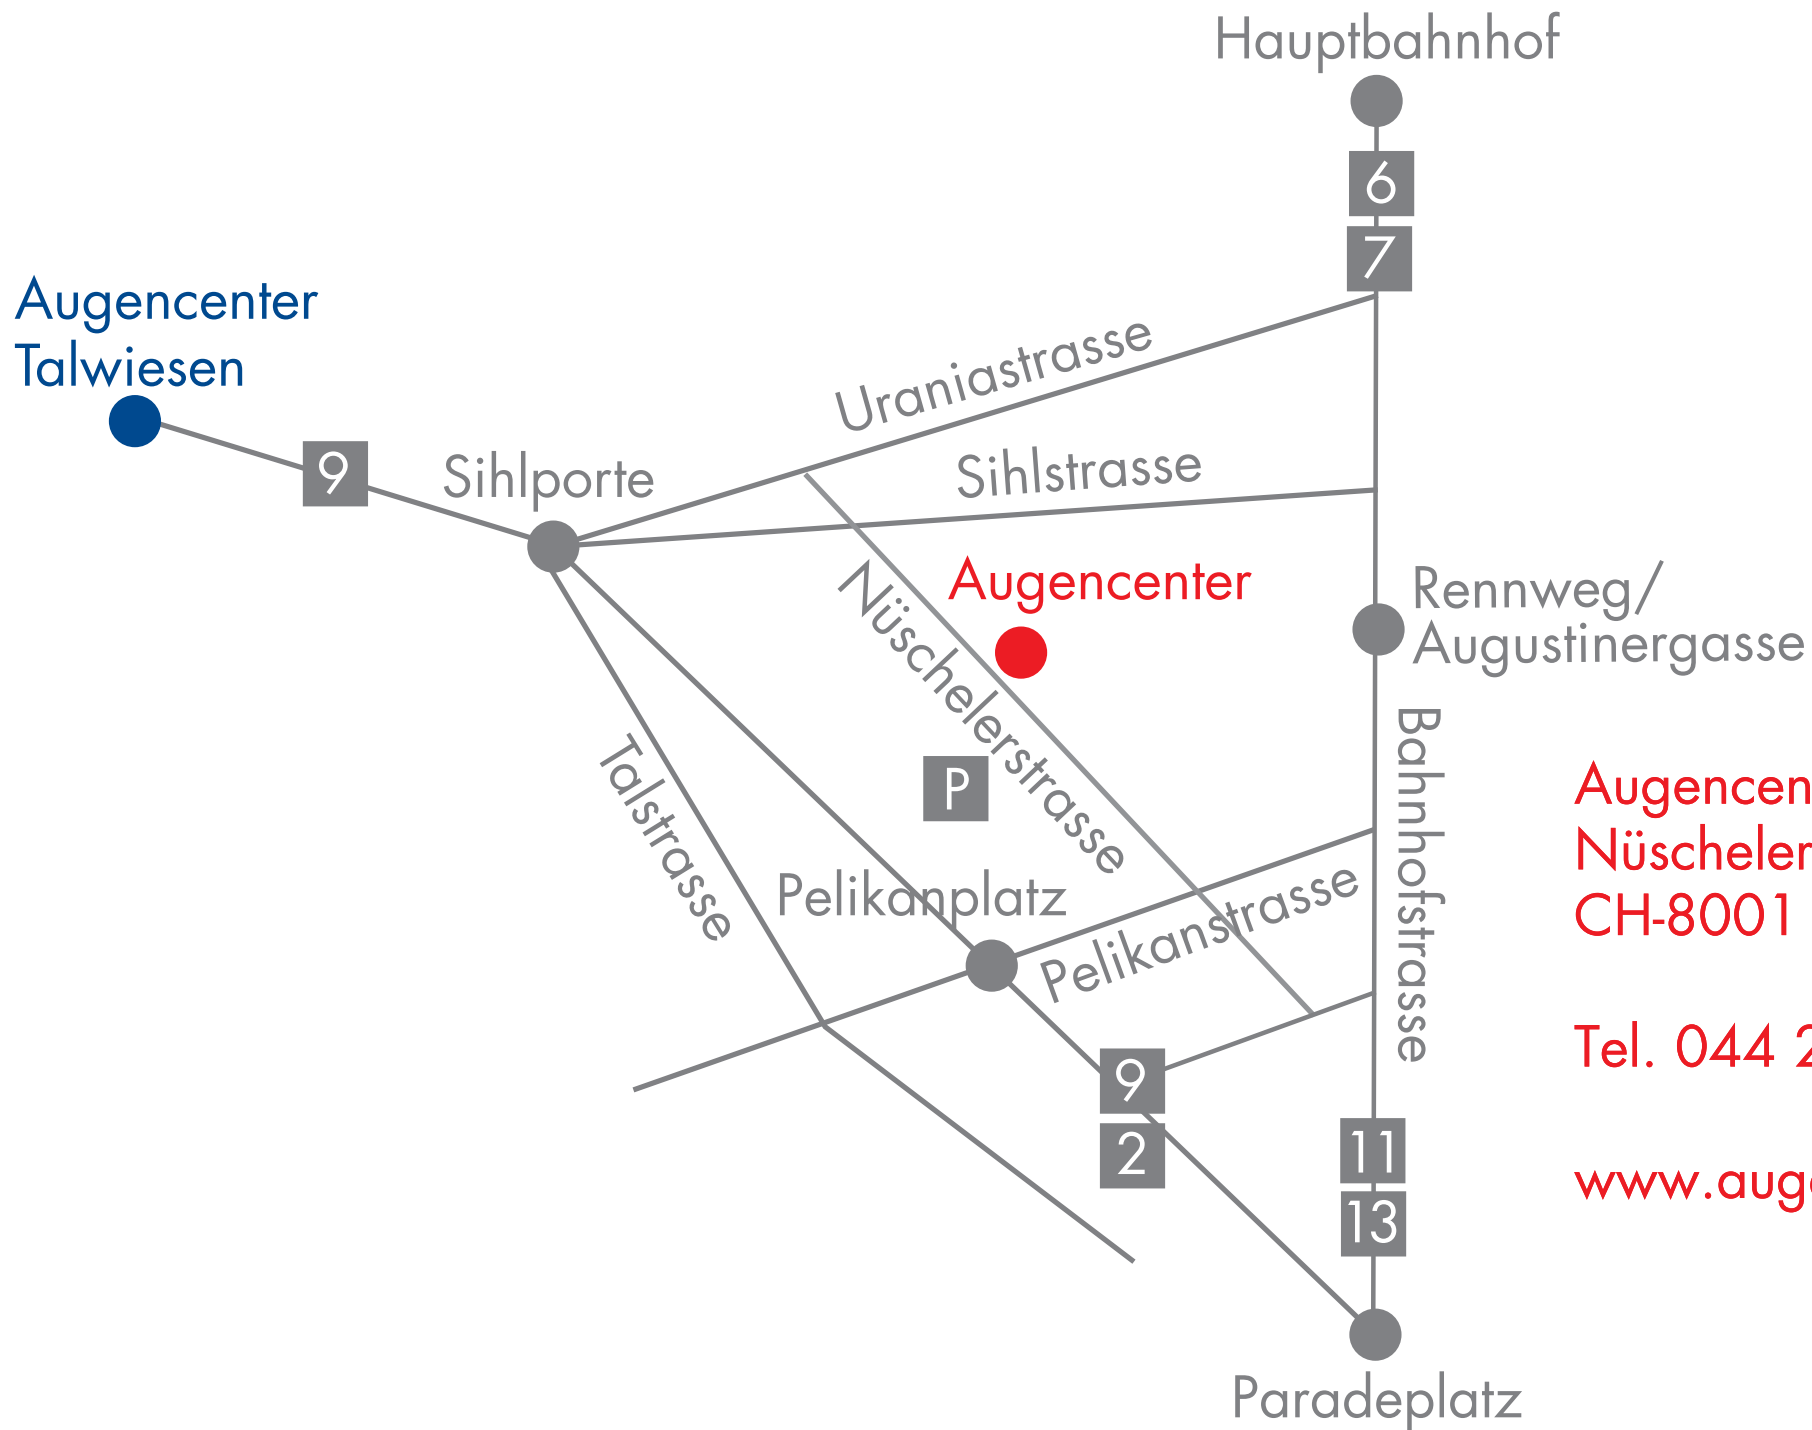 Hauptbahnhof
6
7
Augencenter
Talwiesen
Uraniastrasse
9
Sihlporte
Sihlstrasse
Augencenter
Nüschelerstrasse
Rennweg/
Augustinergasse
Bahnhofstrasse
Talstrasse
P
Pelikanplatz
Pelikanstrasse
9
2
11
13
Paradeplatz
Augencen
Nüscheler
CH-8001
Tel. 044
www.aug